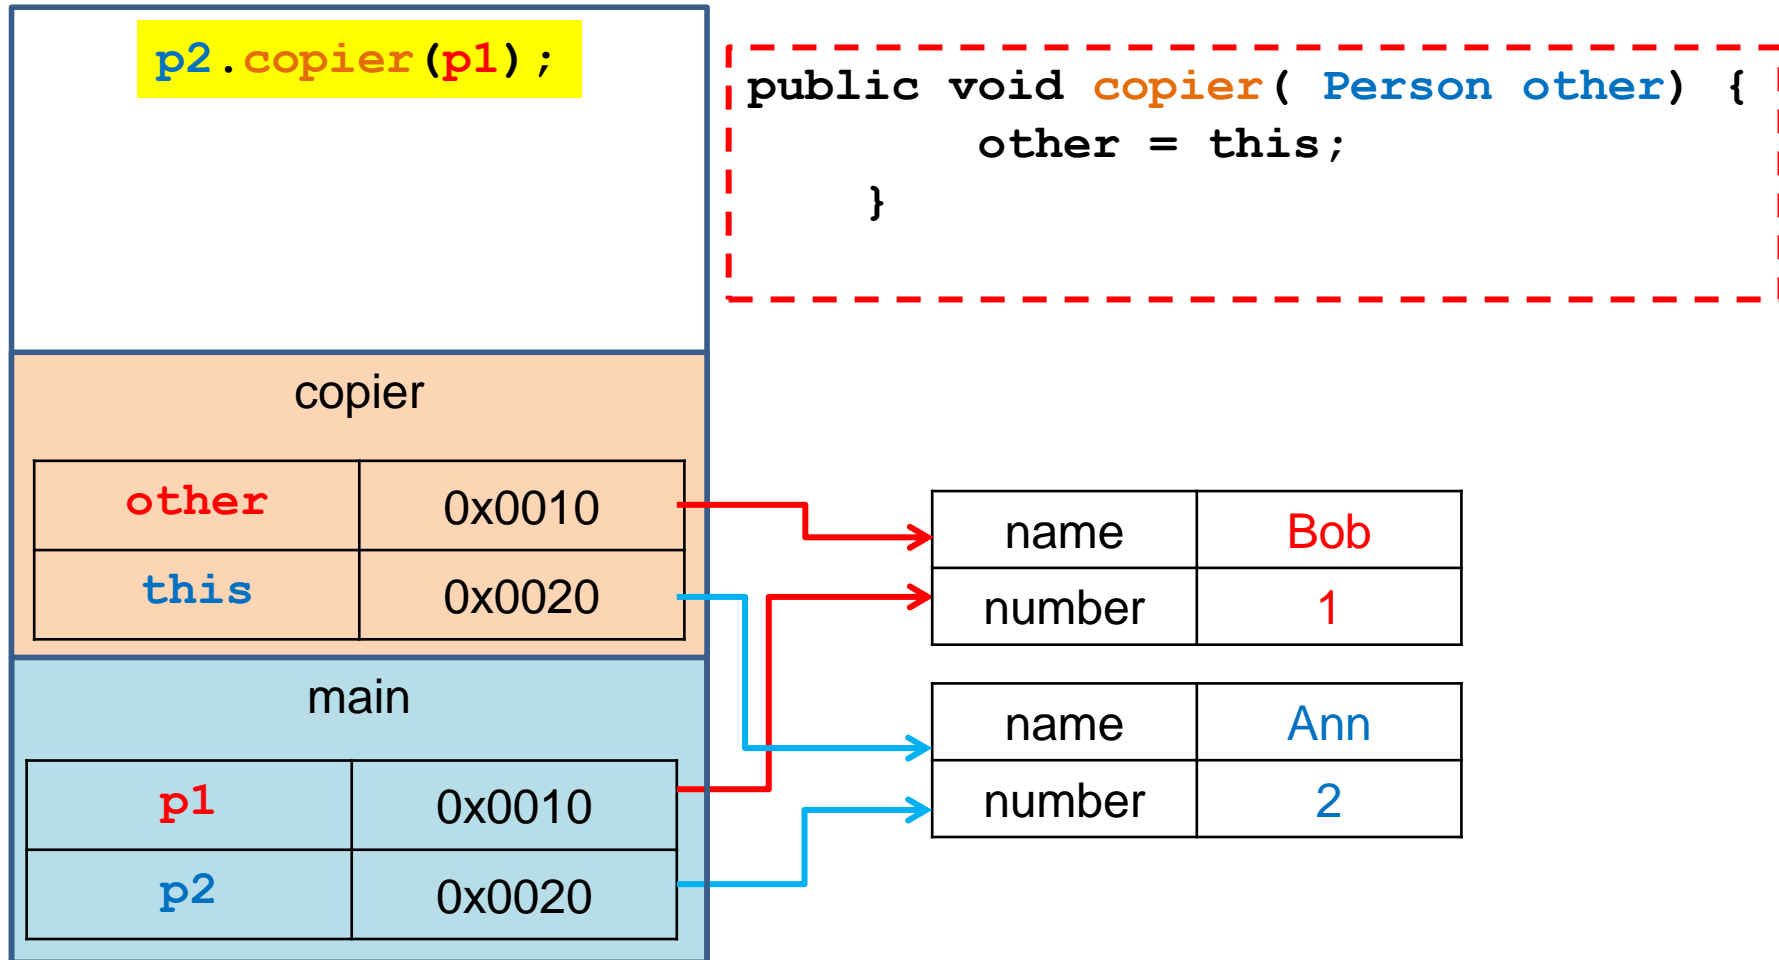 p2.copier(p1);
public void copier( Person other) {
other = this;
}
copier
other 0x0010
this 0x0020
main
p1 0x0010
p2 0x0020
name Bob
number 1
name Ann
number 2